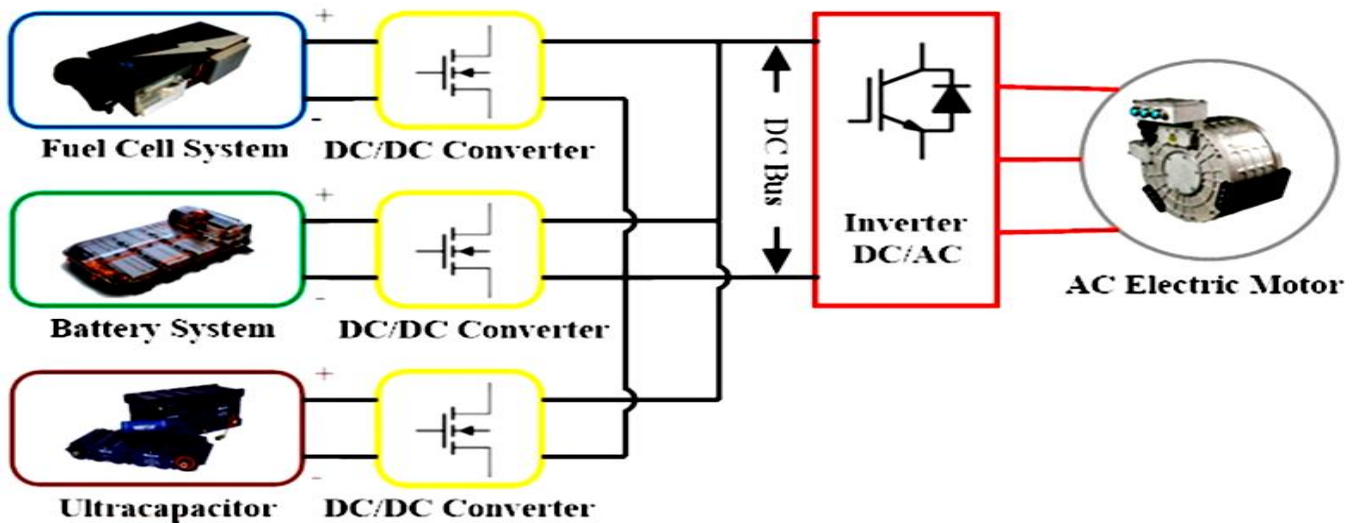 +
-
Fuel Cell System
DC/DC Converter
+
-
Battery System
DC/DC Converter
+
-
Ultracapacitor
DC/DC Converter
DC Bus
Inverter
DC/AC
AC Electric Motor